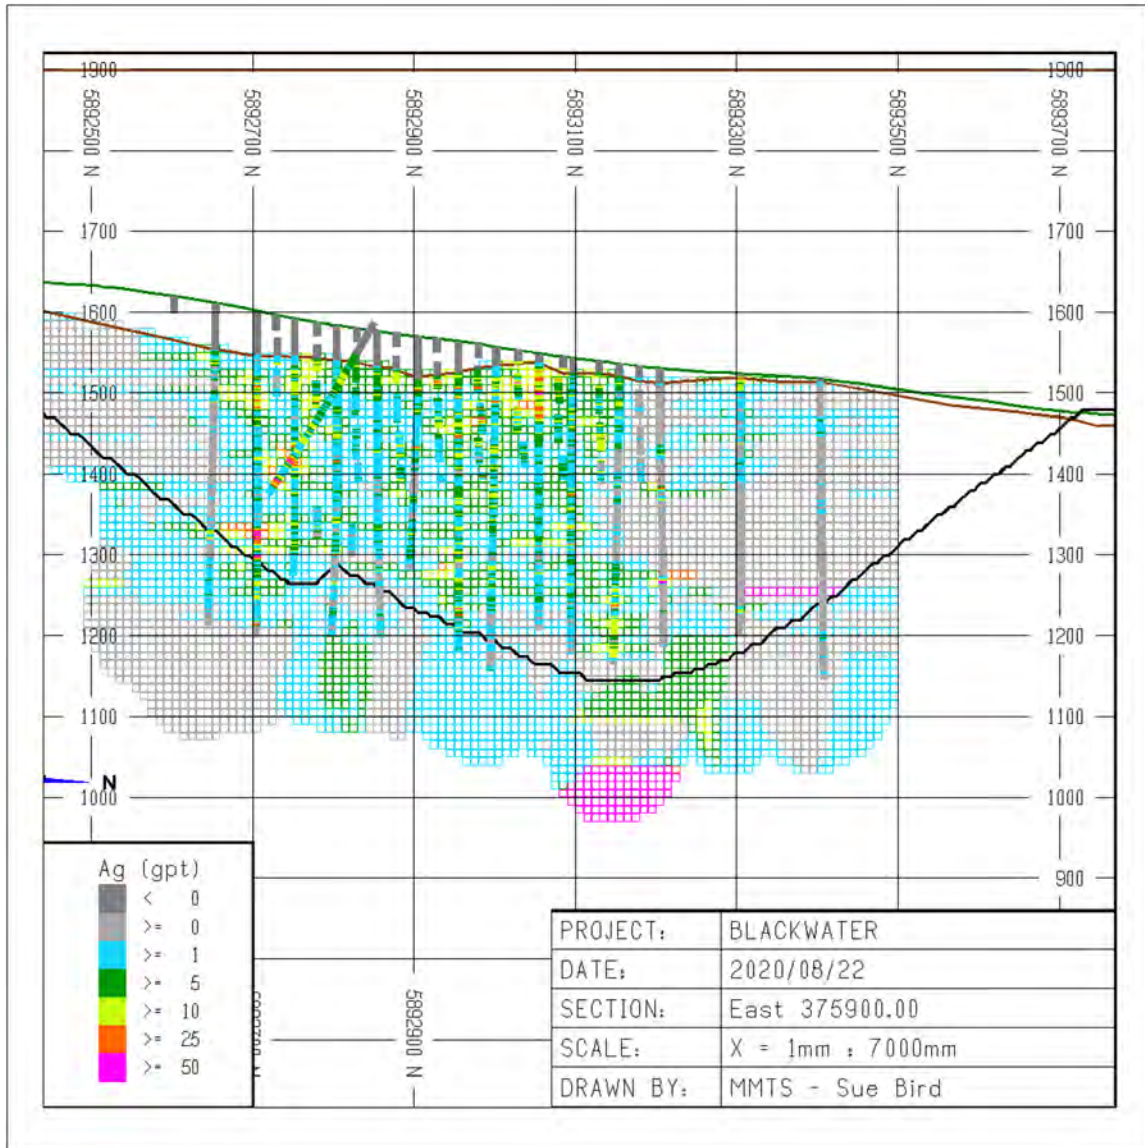 1900 1900
5892500 N 5892700 N 5892900 N 5893100 N 5893300 N 5893500 N 5893700 N
1700 1700
1600 1600
1500 1500
1400 1400
1300 1300
1200 1200
1100 1100
N
1000 1000
900
Ag (gpt)
< 0
>= 0
>= 1
>= 5
>= 10
>= 25
>= 50
5892900 N
PROJECT: BLACKWATER
DATE: 2020/08/22
SECTION: East 375900.00
SCALE: X = 1mm : 7000mm
DRAWN BY: MMTS - Sue Bird